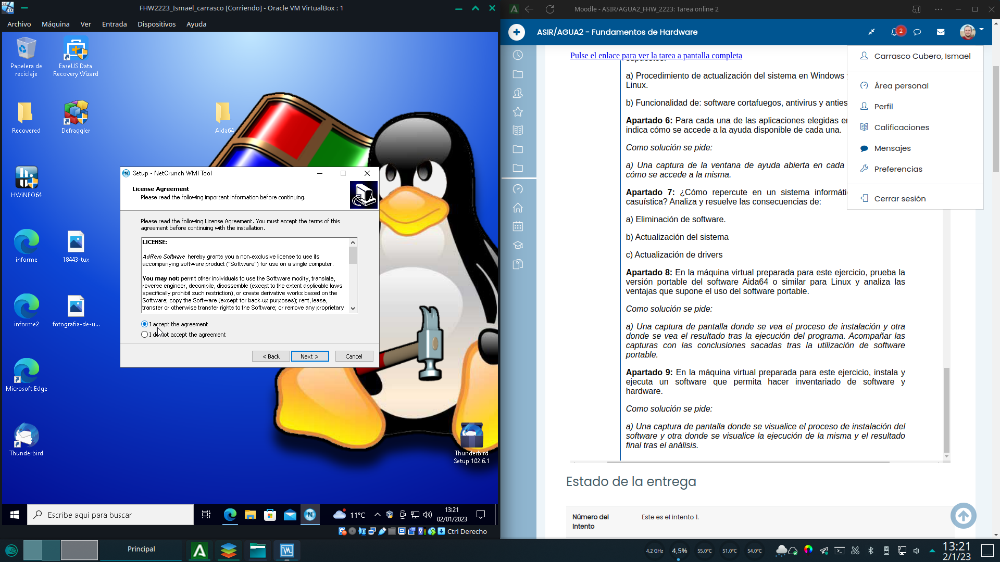 FHW2223_Ismael_carrasco [Corriendo] - Oracle VM VirtualBox : 1
Archivo Máquina Ver Entrada Dispositivos Ayuda
Papelera de
reciclaje
EaseUS Data
Recovery Wizard
Recovered
Defraggler
Aida64
HWiNFO64
informe
18443-tux
informe2
fotografia-de-u...
Microsoft Edge
Thunderbird
Thunderbird
Setup 102.6.1
Setup - NetCrunch WMI Tool
License Agreement
Please read the following important information before continuing.
Please read the following License Agreement. You must accept the terms of this
agreement before continuing with the installation.
LICENSE:
AdRem Software hereby grants you a non-exclusive license to use its
accompanying software product ("Software") for use on a single computer.
You may not: permit other individuals to use the Software modify, translate,
reverse engineer, decompile, disassemble (except to the extent applicable laws
specifically prohibit such restriction), or create derivative works based on the
Software; copy the Software (except for back-up purposes); rent, lease,
transfer or otherwise transfer rights to the Software; or remove any proprietary
I accept the agreement
I do not accept the agreement
< Back Next > Cancel
Escribe aquí para buscar
11°C
13:21
02/01/2023
Ctrl Derecho
Moodle - ASIR/AGUA2_FHW_2223: Tarea online 2
ASIR/AGUA2 - Fundamentos de Hardware
2
Pulse el enlace para ver la tarea a pantalla completa
a) Procedimiento de actualización del sistema en Windows y
Linux.
b) Funcionalidad de: software cortafuegos, antivirus y anties
Apartado 6: Para cada una de las aplicaciones elegidas en
indica cómo se accede a la ayuda disponible de cada una.
Como solución se pide:
a) Una captura de la ventana de ayuda abierta en cada
cómo se accede a la misma.
Apartado 7: ¿Cómo repercute en un sistema informáti
casuística? Analiza y resuelve las consecuencias de:
a) Eliminación de software.
b) Actualización del sistema
c) Actualización de drivers
Apartado 8: En la máquina virtual preparada para este ejercicio, prueba la
versión portable del software Aida64 o similar para Linux y analiza las
ventajas que supone el uso del software portable.
Como solución se pide:
a) Una captura de pantalla donde se vea el proceso de instalación y otra
donde se vea el resultado tras la ejecución del programa. Acompañar las
capturas con las conclusiones sacadas tras la utilización de software
portable.
Apartado 9: En la máquina virtual preparada para este ejercicio, instala y
ejecuta un software que permita hacer inventariado de software y
hardware.
Como solución se pide:
a) Una captura de pantalla donde se visualice el proceso de instalación del
software y otra donde se visualice la ejecución de la misma y el resultado
final tras el análisis.
Carrasco Cubero, Ismael
Área personal
Perfil
Calificaciones
Mensajes
Preferencias
Cerrar sesión
Estado de la entrega
Número del
Intento
Este es el intento 1.
Principal
4,2 GHz 4,5% 55,0°C 51,0°C 54,0°C
13:21
2/1/23